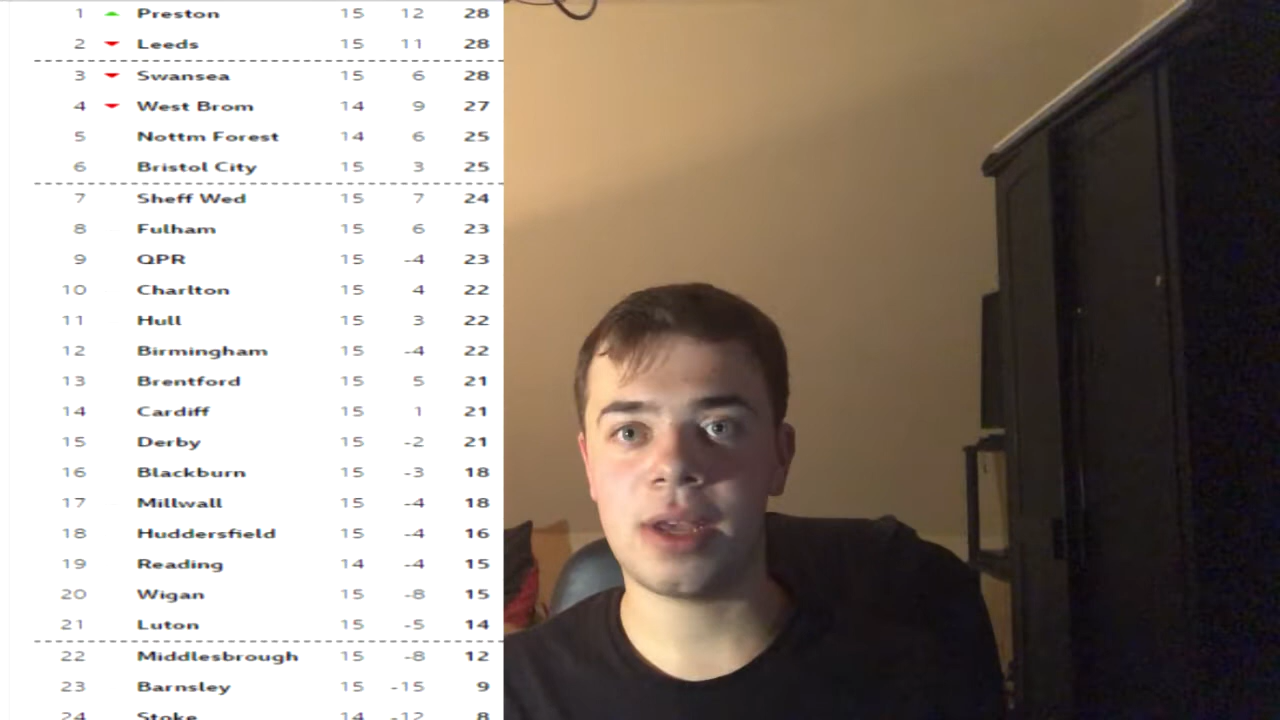 1 Preston 15 12 28
2 Leeds 15 11 28
3 Swansea 15 6 28
4 West Brom 14 9 27
5 Nottm Forest 14 6 25
6 Bristol City 15 3 25
7 Sheff Wed 15 7 24
8 Fulham 15 6 23
9 QPR 15 -4 23
10 Charlton 15 4 22
11 Hull 15 3 22
12 Birmingham 15 -4 22
13 Brentford 15 5 21
14 Cardiff 15 1 21
15 Derby 15 -2 21
16 Blackburn 15 -3 18
17 Millwall 15 -4 18
18 Huddersfield 15 -4 16
19 Reading 14 -4 15
20 Wigan 15 -8 15
21 Luton 15 -5 14
22 Middlesbrough 15 -8 12
23 Barnsley 15 -15 9
24 Stoke 14 -12 8